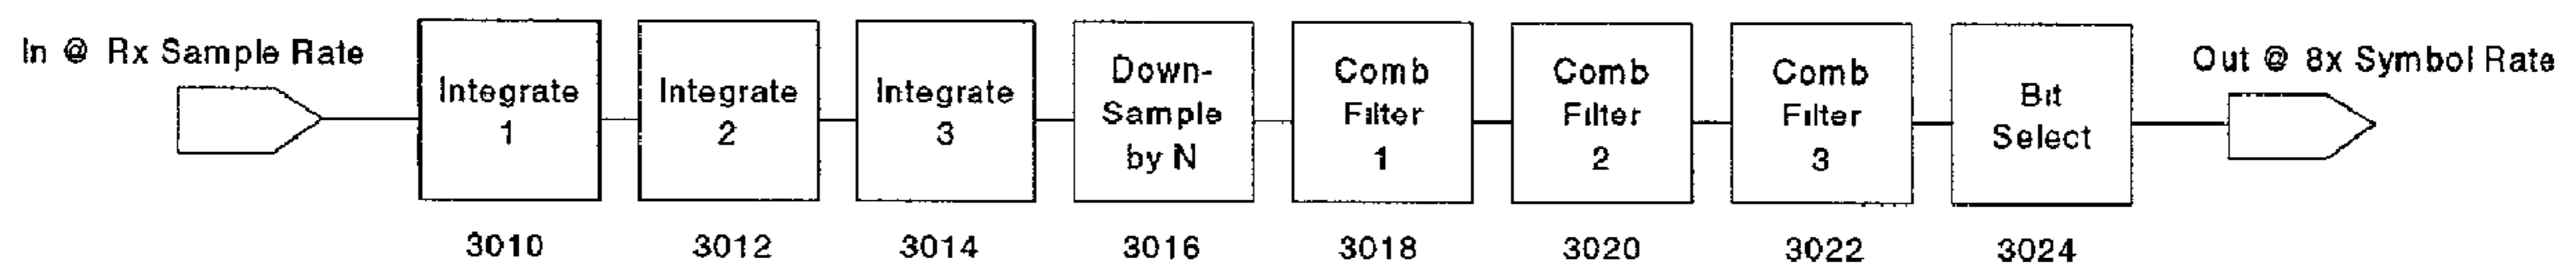 In @ Rx Sample Rate
Integrate
1
Integrate
2
Integrate
3
Down-
Sample
by N
Comb
Filter
1
Comb
Filter
2
Comb
Filter
3
Bit
Select
Out @ 8x Symbol Rate
3010
3012
3014
3016
3018
3020
3022
3024